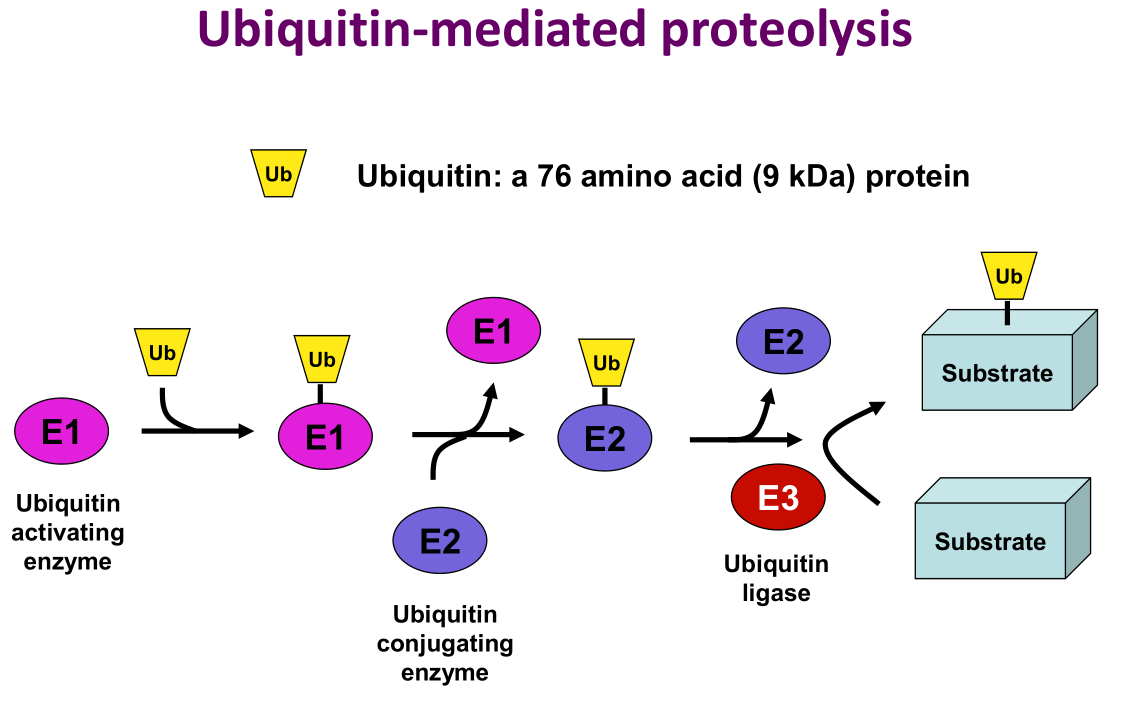 Ubiquitin-mediated proteolysis
Ub
Ubiquitin: a 76 amino acid (9 kDa) protein
Ub
E1
Ubiquitin
activating
enzyme
Ub
E1
E1
E2
Ubiquitin
conjugating
enzyme
Ub
E2
E2
E3
Ubiquitin
ligase
Ub
Substrate
Substrate